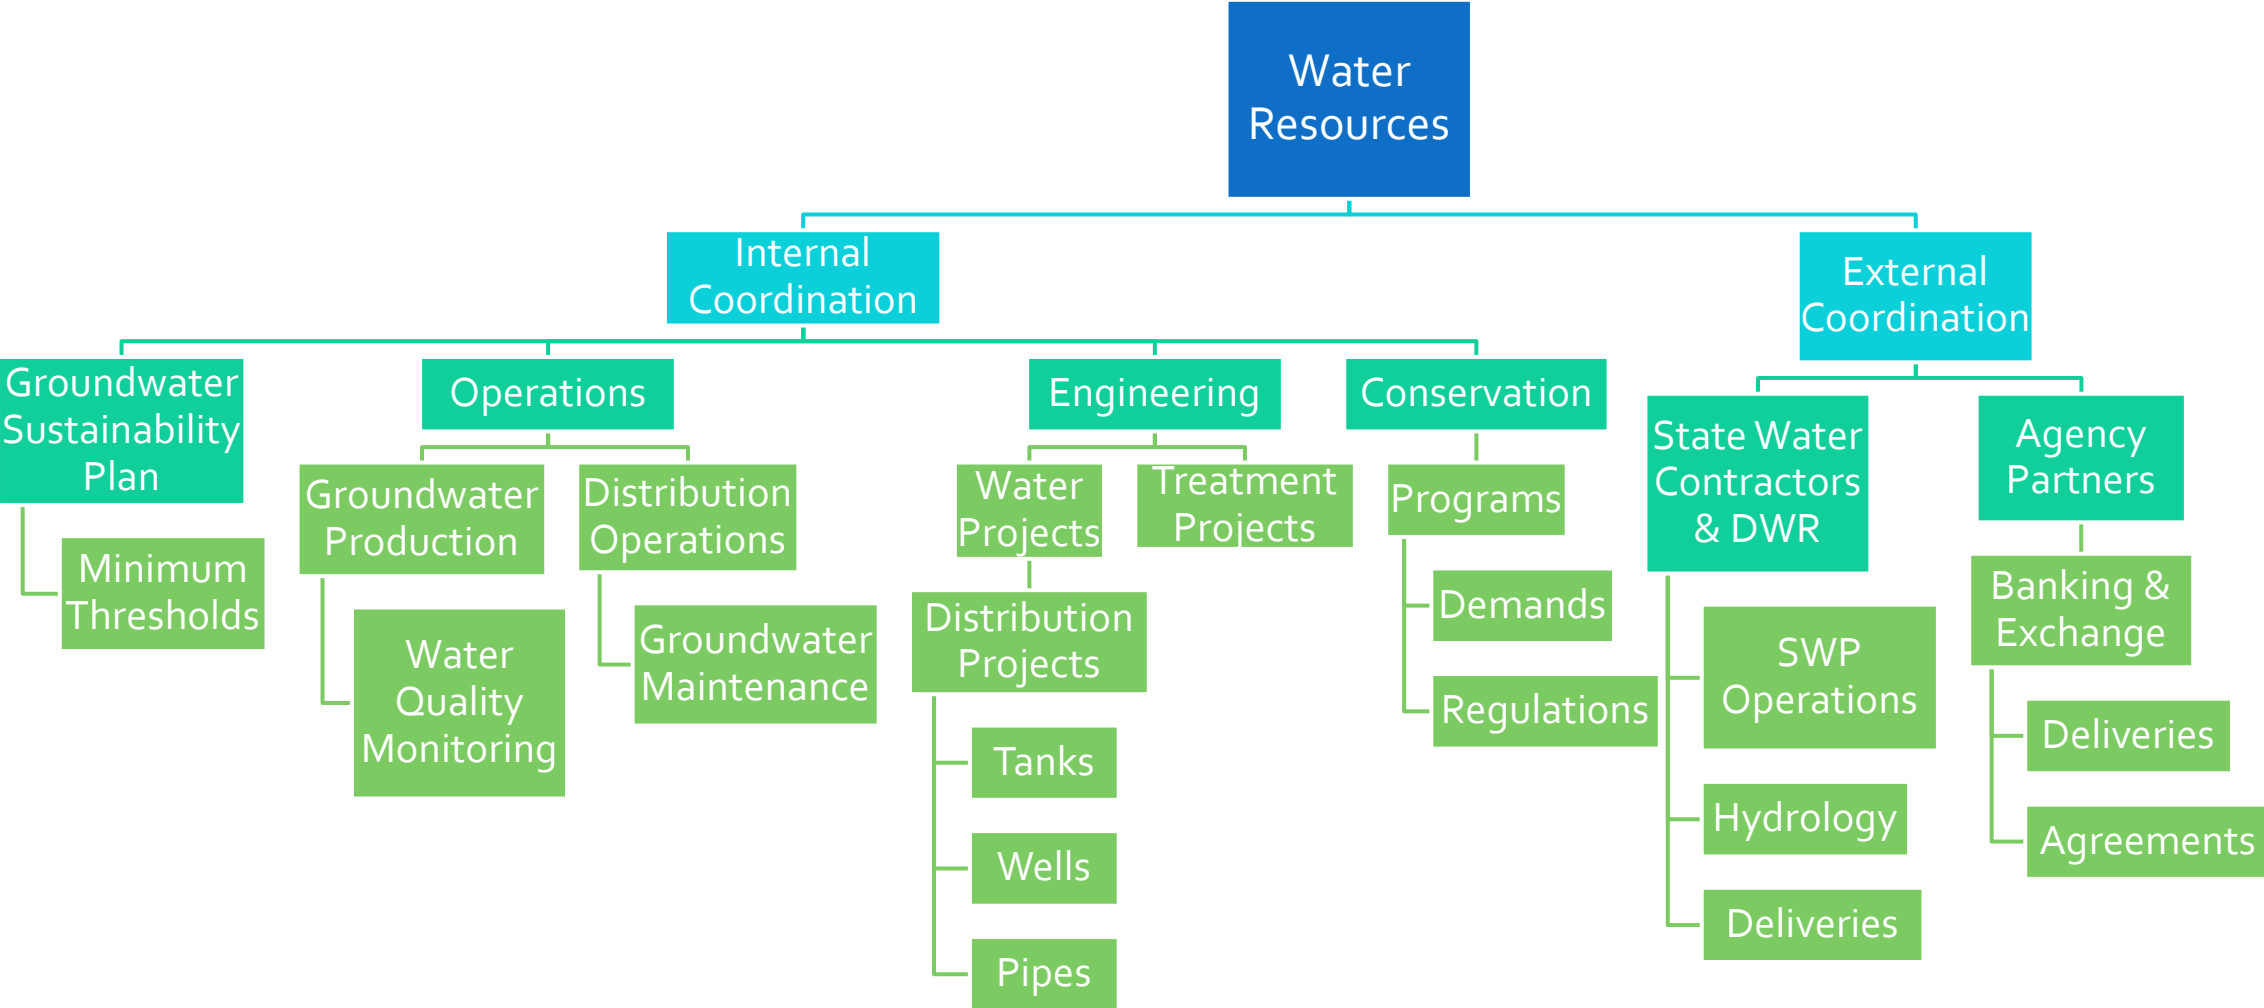 Water
Resources
Internal
Coordination
External
Coordination
Groundwater
Sustainability
Plan
Operations
Engineering
Conservation
State Water
Contractors
& DWR
Agency
Partners
Minimum
Thresholds
Groundwater
Production
Distribution
Operations
Water
Projects
Treatment
Projects
Programs
Water
Quality
Monitoring
Groundwater
Maintenance
Distribution
Projects
Tanks
Wells
Pipes
Demands
Regulations
SWP
Operations
Hydrology
Deliveries
Banking &
Exchange
Deliveries
Agreements